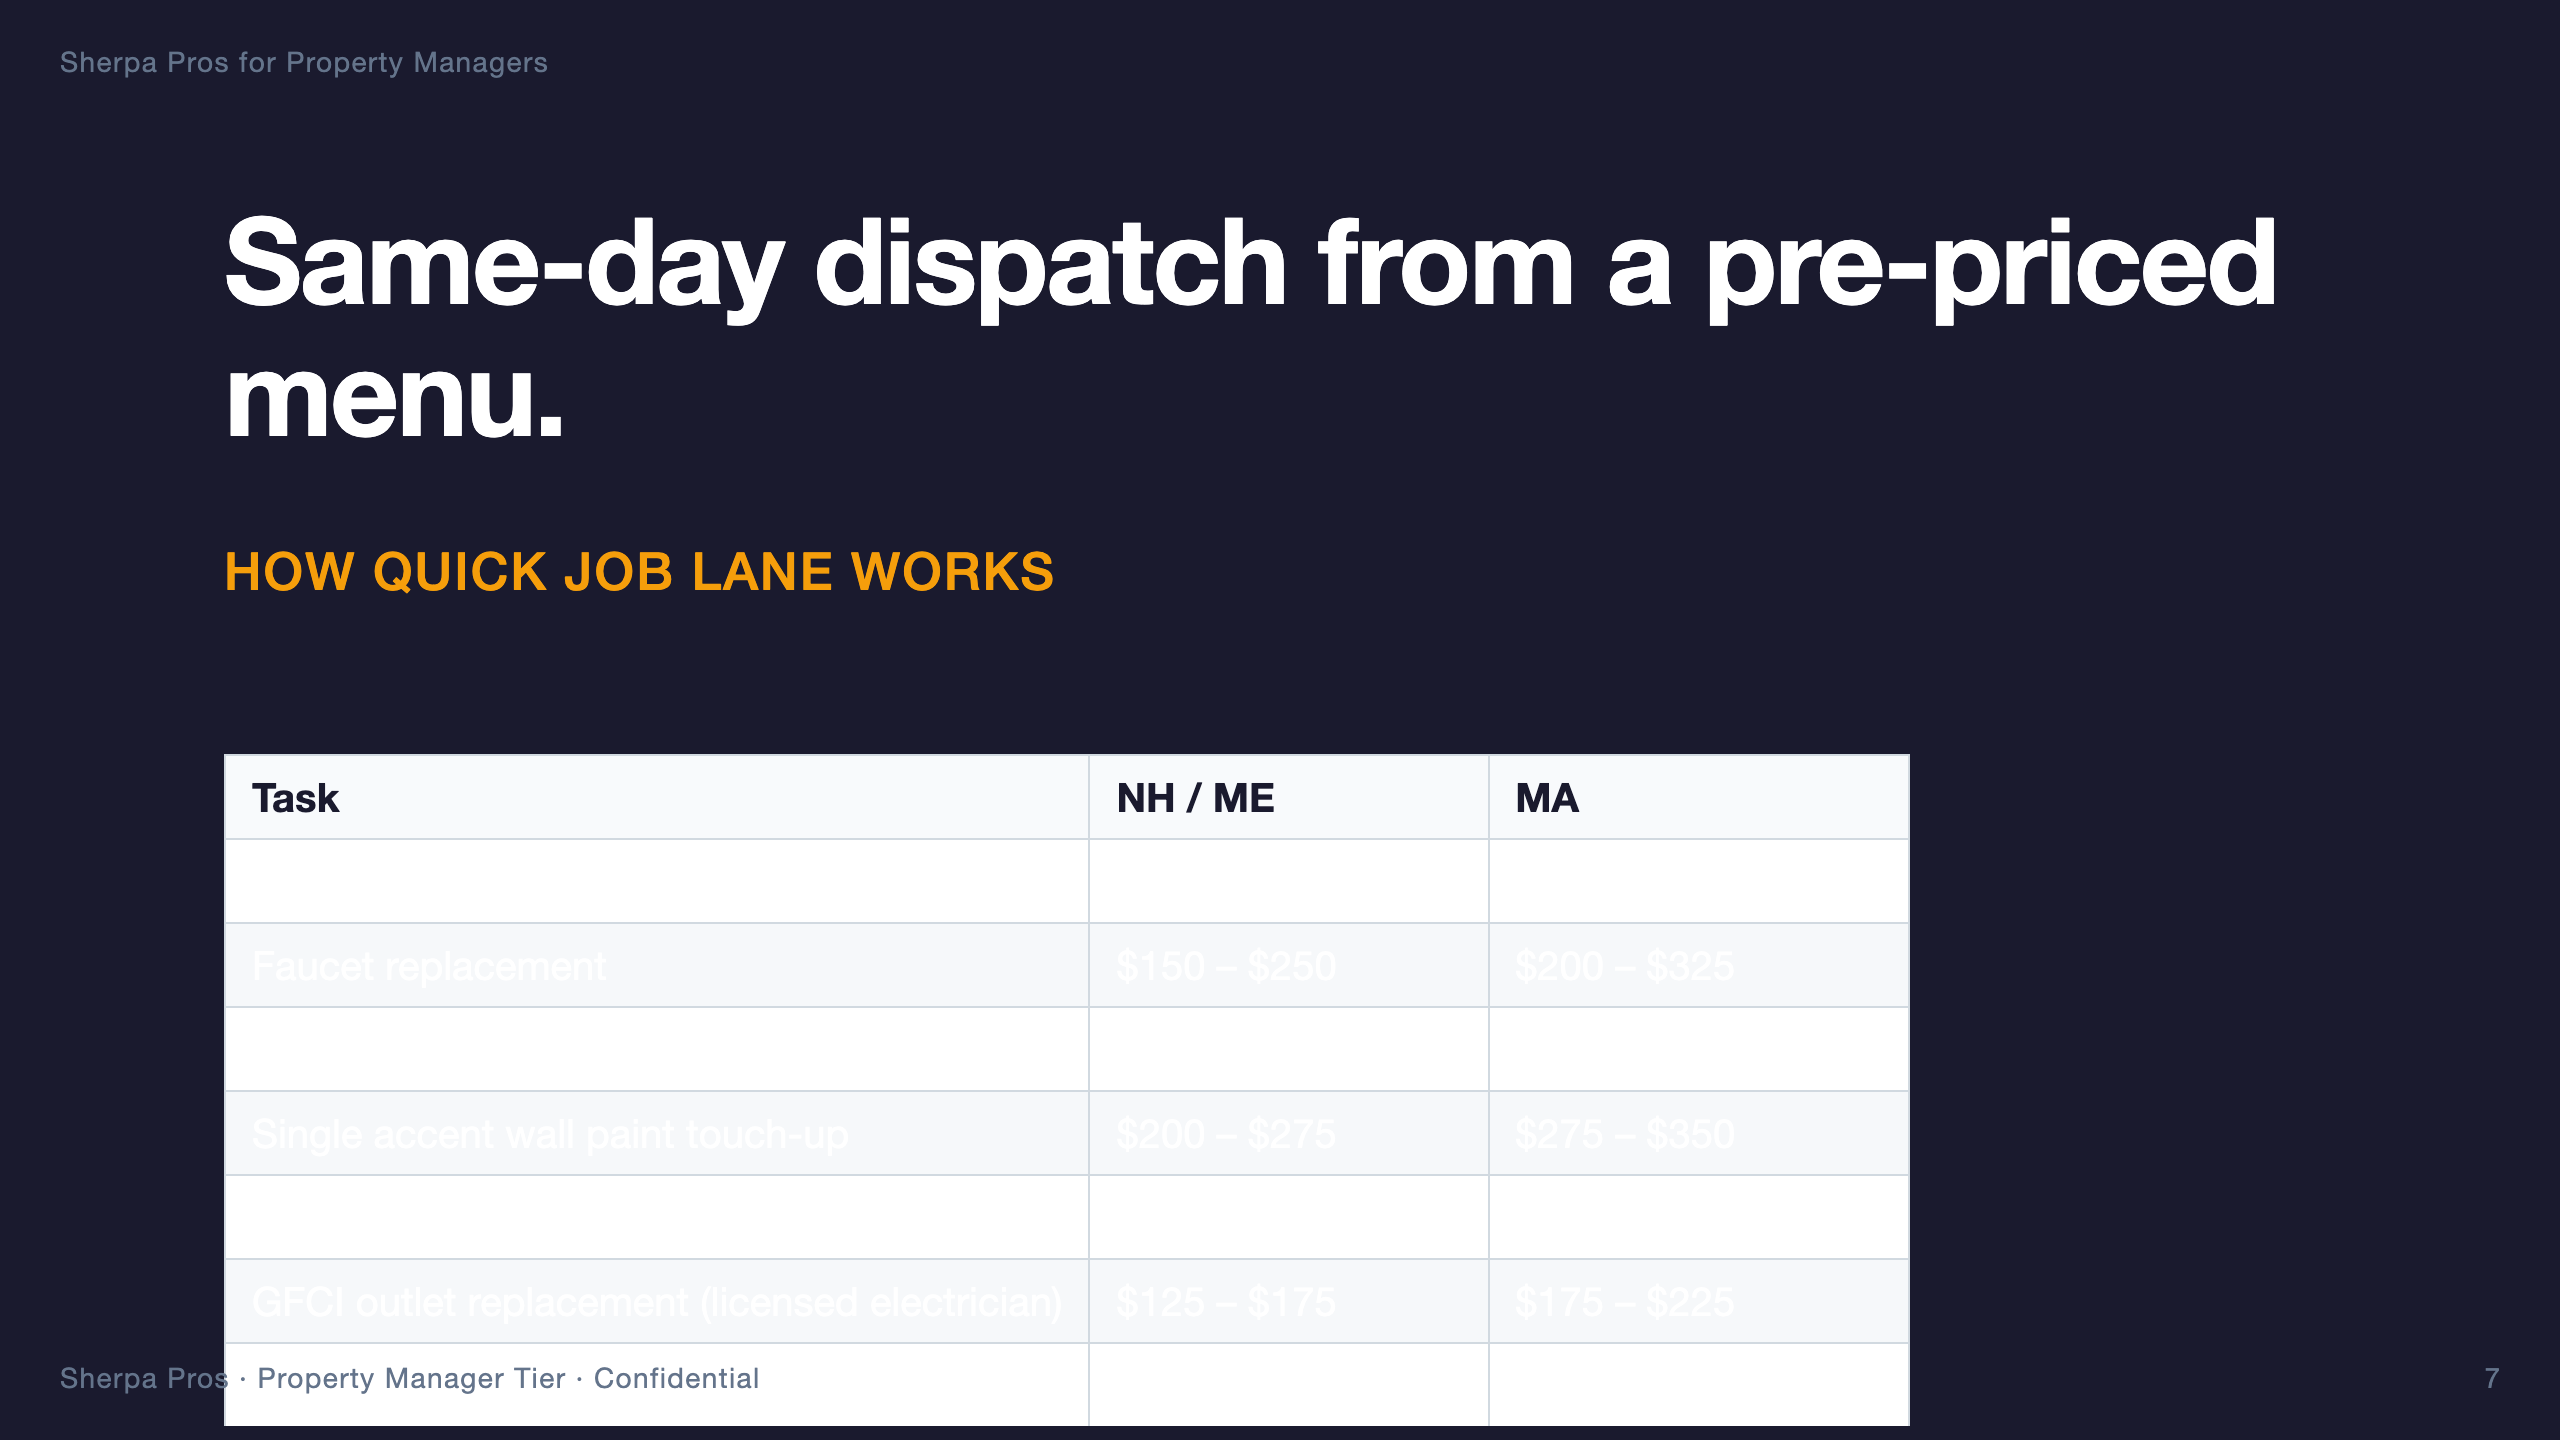 Sherpa Pros for Property Managers
Same-day dispatch from a pre-priced
menu.
HOW QUICK JOB LANE WORKS
Task NH / ME MA
Faucet replacement $150 – $250 $200 – $325
Single accent wall paint touch-up $200 – $275 $275 – $350
GFCI outlet replacement (licensed electrician) $125 – $175 $175 – $225
Sherpa Pros · Property Manager Tier · Confidential 7